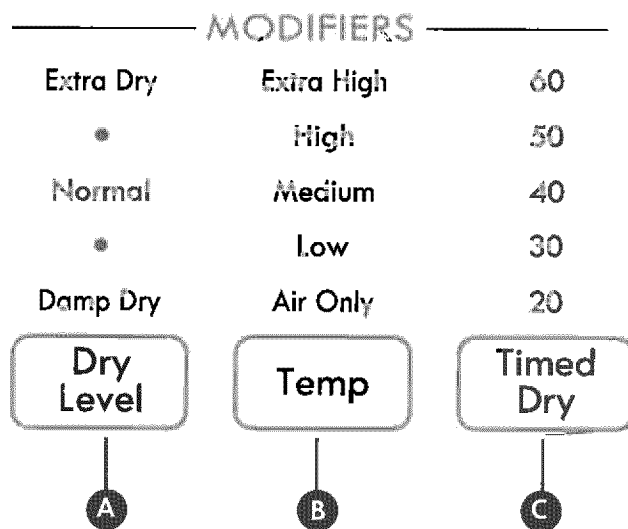 MODIFIERS
Extra Dry Extra High 60
• High 50
Normal Medium 40
• Low 30
Damp Dry Air Only 20
Dry Level Temp Timed Dry
A B C